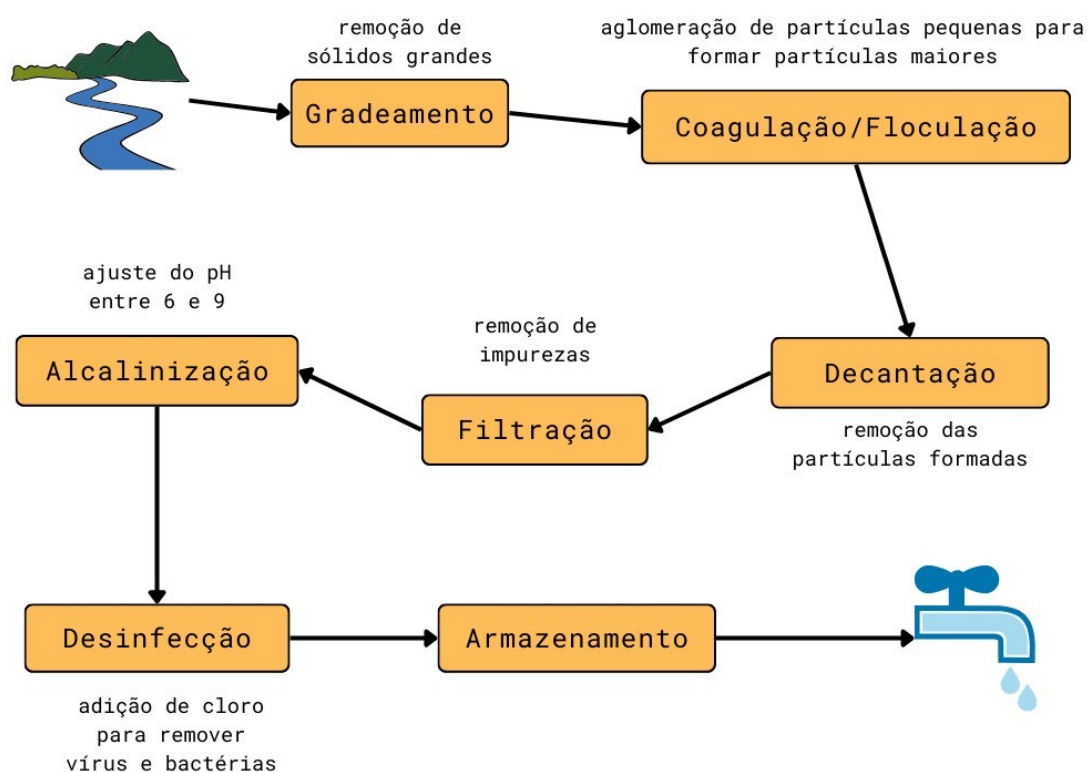 remoção de
sólidos grandes
Gradeamento
aglomeração de partículas pequenas para
formar partículas maiores
Coagulação/Floculação
Decantação
remoção das
partículas formadas
remoção de
impurezas
Filtração
ajuste do pH
entre 6 e 9
Alcalinização
Desinfecção
adição de cloro
para remover
vírus e bactérias
Armazenamento